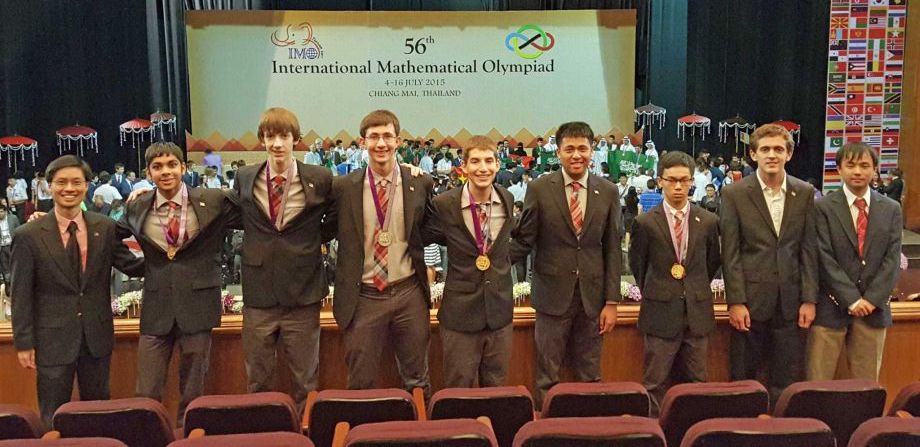 IMO
56th
International Mathematical Olympiad
4-16 JULY 2015
CHIANG MAI, THAILAND